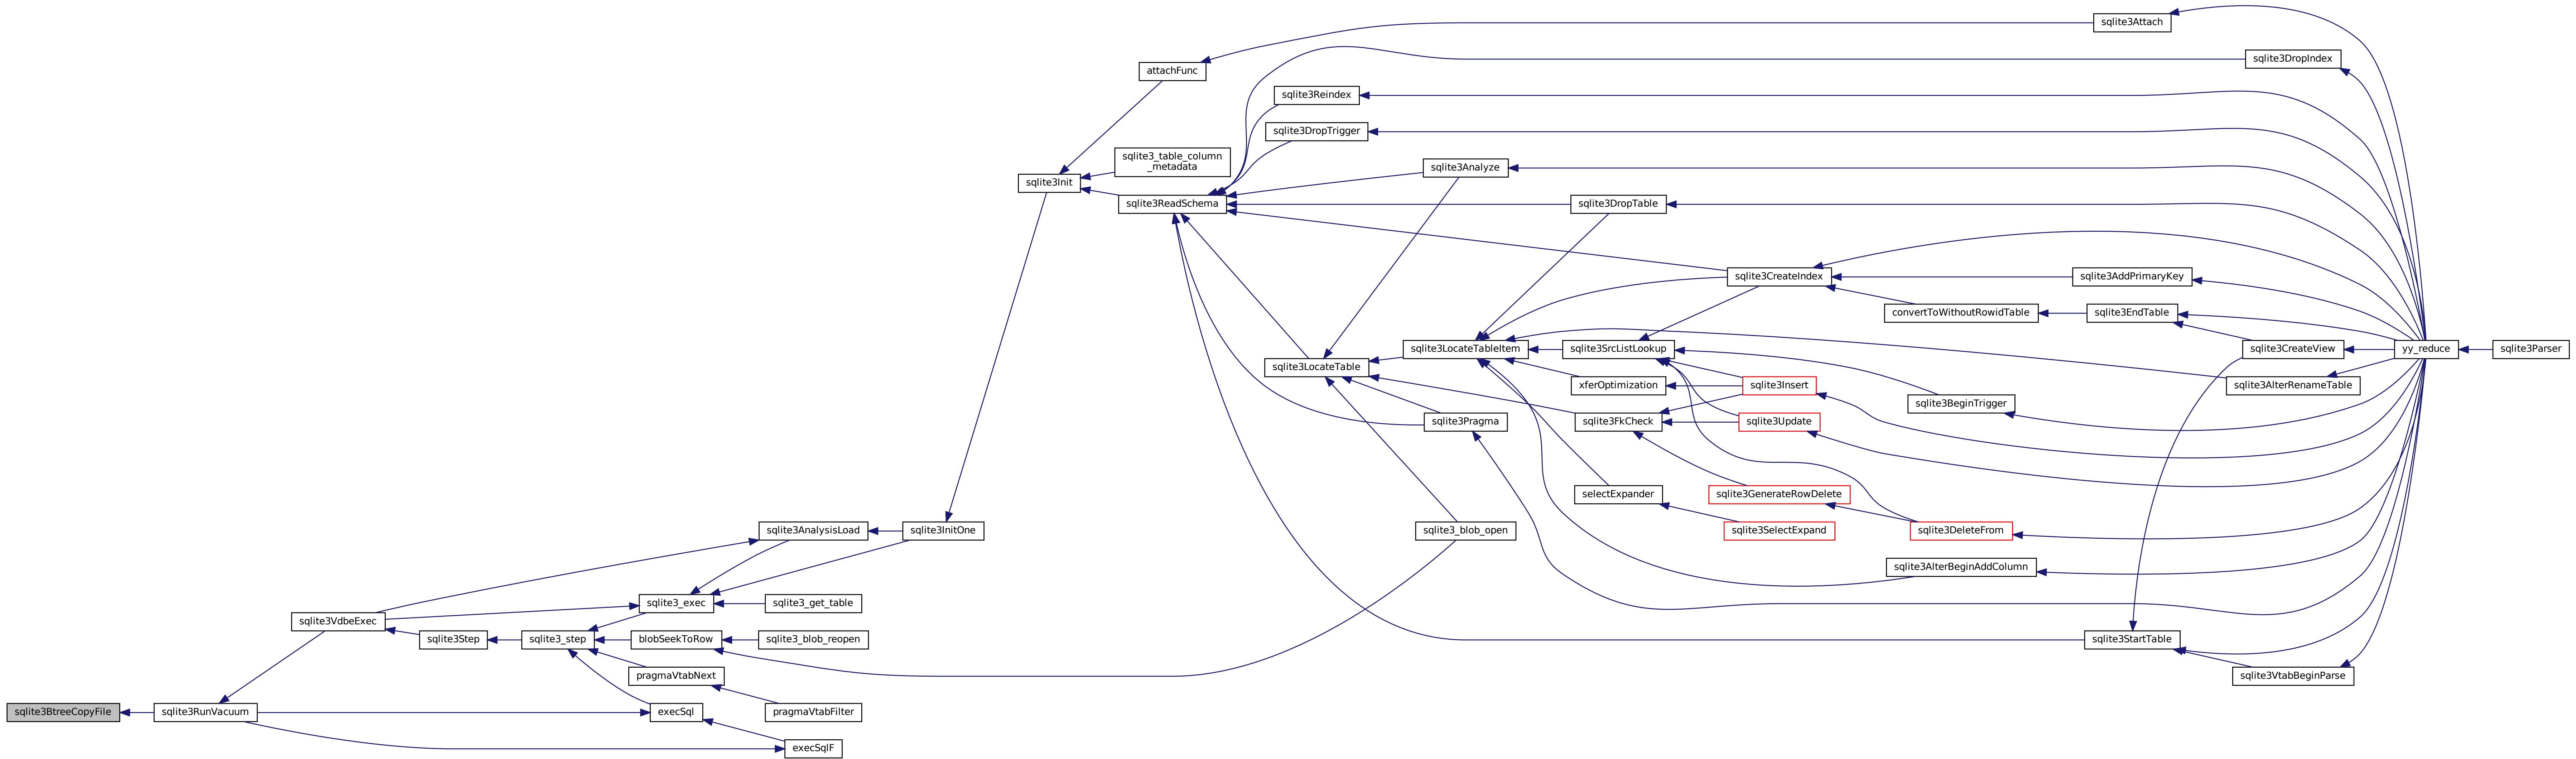 sqlite3Attach
sqlite3DropIndex
attachFunc
sqlite3Reindex
sqlite3DropTrigger
sqlite3_table_column
_metadata
sqlite3Analyze
sqlite3Init
sqlite3ReadSchema
sqlite3DropTable
sqlite3CreateIndex
sqlite3AddPrimaryKey
convertToWithoutRowidTable
sqlite3EndTable
sqlite3LocateTableItem
sqlite3SrcListLookup
sqlite3CreateView
yy_reduce
sqlite3Parser
sqlite3LocateTable
xferOptimization
sqlite3Insert
sqlite3AlterRenameTable
sqlite3BeginTrigger
sqlite3Pragma
sqlite3FkCheck
sqlite3Update
selectExpander
sqlite3GenerateRowDelete
sqlite3AnalysisLoad
sqlite3InitOne
sqlite3_blob_open
sqlite3SelectExpand
sqlite3DeleteFrom
sqlite3AlterBeginAddColumn
sqlite3_exec
sqlite3_get_table
sqlite3VdbeExec
sqlite3Step
sqlite3_step
blobSeekToRow
sqlite3_blob_reopen
sqlite3StartTable
pragmaVtabNext
sqlite3VtabBeginParse
sqlite3BtreeCopyFile
sqlite3RunVacuum
execSql
pragmaVtabFilter
execSqlF